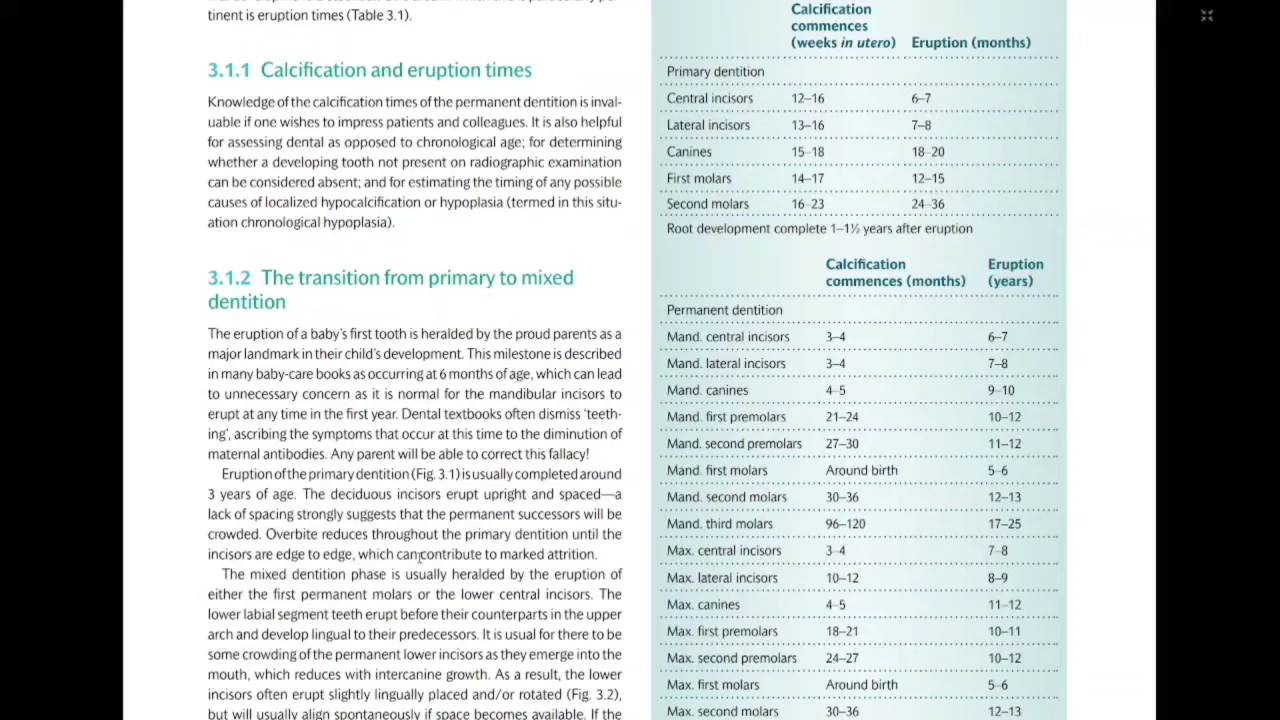 tinent is eruption times (Table 3.1).
3.1.1 Calcification and eruption times
Knowledge of the calcification times of the permanent dentition is inval-
uable if one wishes to impress patients and colleagues. It is also helpful
for assessing dental as opposed to chronological age; for determining
whether a developing tooth not present on radiographic examination
can be considered absent; and for estimating the timing of any possible
causes of localized hypocalcification or hypoplasia (termed in this situ-
ation chronological hypoplasia).
3.1.2 The transition from primary to mixed
dentition
The eruption of a baby's first tooth is heralded by the proud parents as a
major landmark in their child's development. This milestone is described
in many baby-care books as occurring at 6 months of age, which can lead
to unnecessary concern as it is normal for the mandibular incisors to
erupt at any time in the first year. Dental textbooks often dismiss 'teeth-
ing', ascribing the symptoms that occur at this time to the diminution of
maternal antibodies. Any parent will be able to correct this fallacy!
Eruption of the primary dentition (Fig. 3.1) is usually completed around
3 years of age. The deciduous incisors erupt upright and spaced—a
lack of spacing strongly suggests that the permanent successors will be
crowded. Overbite reduces throughout the primary dentition until the
incisors are edge to edge, which can contribute to marked attrition.
The mixed dentition phase is usually heralded by the eruption of
either the first permanent molars or the lower central incisors. The
lower labial segment teeth erupt before their counterparts in the upper
arch and develop lingual to their predecessors. It is usual for there to be
some crowding of the permanent lower incisors as they emerge into the
mouth, which reduces with intercanine growth. As a result, the lower
incisors often erupt slightly lingually placed and/or rotated (Fig. 3.2),
but will usually align spontaneously if space becomes available. If the
Calcification
commences
(weeks in utero) Eruption (months)
Primary dentition
Central incisors 12–16 6–7
Lateral incisors 13–16 7–8
Canines 15–18 18–20
First molars 14–17 12–15
Second molars 16–23 24–36
Root development complete 1–1½ years after eruption
Calcification Eruption
commences (months) (years)
Permanent dentition
Mand. central incisors 3–4 6–7
Mand. lateral incisors 3–4 7–8
Mand. canines 4–5 9–10
Mand. first premolars 21–24 10–12
Mand. second premolars 27–30 11–12
Mand. first molars Around birth 5–6
Mand. second molars 30–36 12–13
Mand. third molars 96–120 17–25
Max. central incisors 3–4 7–8
Max. lateral incisors 10–12 8–9
Max. canines 4–5 11–12
Max. first premolars 18–21 10–11
Max. second premolars 24–27 10–12
Max. first molars Around birth 5–6
Max. second molars 30–36 12–13